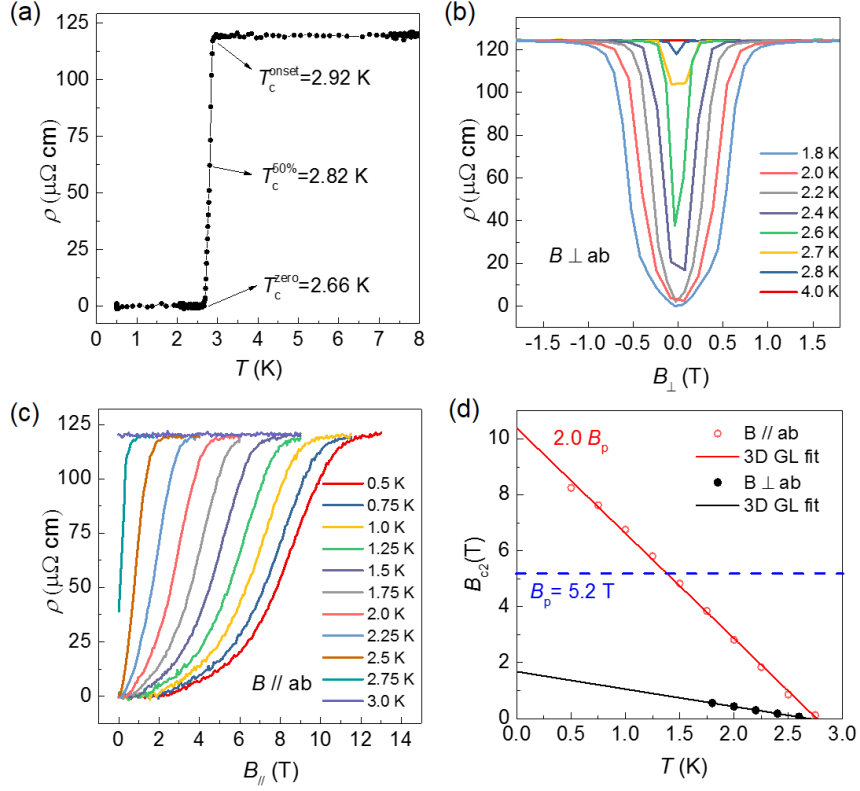 (a)
120
100
80
60
40
20
0
ρ (μΩ cm)
T_c^onset=2.92 K
T_c^50%=2.82 K
T_c^zero=2.66 K
0 1 2 3 4 5 6 7 8
T (K)
(b)
120
100
80
60
40
20
0
ρ (μΩ cm)
1.8 K
2.0 K
2.2 K
2.4 K
2.6 K
2.7 K
2.8 K
4.0 K
B ⊥ ab
-1.5 -1.0 -0.5 0.0 0.5 1.0 1.5
B⊥ (T)
(c)
125
100
75
50
25
0
ρ (μΩ cm)
0.5 K
0.75 K
1.0 K
1.25 K
1.5 K
1.75 K
2.0 K
2.25 K
2.5 K
2.75 K
3.0 K
B // ab
0 2 4 6 8 10 12 14
B_// (T)
(d)
10
8
6
4
2
0
B_c2(T)
2.0 B_p
B // ab
3D GL fit
B ⊥ ab
3D GL fit
B_p= 5.2 T
0.0 0.5 1.0 1.5 2.0 2.5 3.0
T (K)